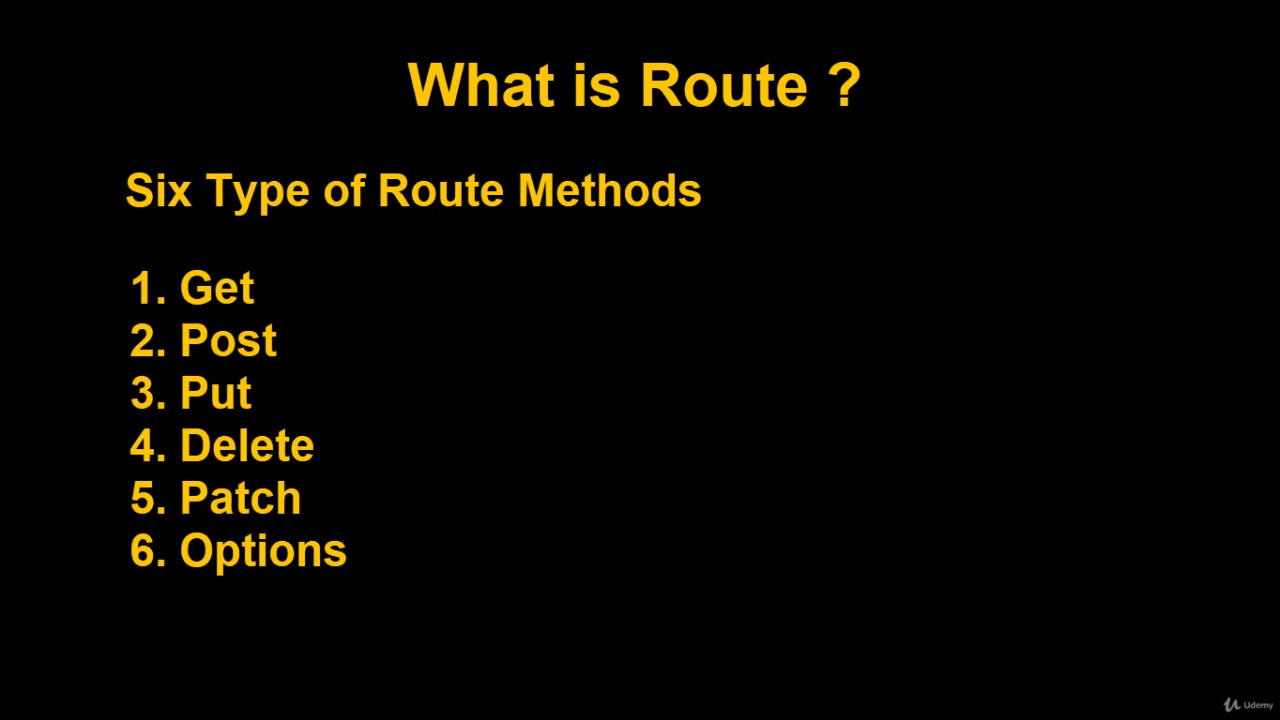 What is Route ?
Six Type of Route Methods
1. Get
2. Post
3. Put
4. Delete
5. Patch
6. Options
Udemy